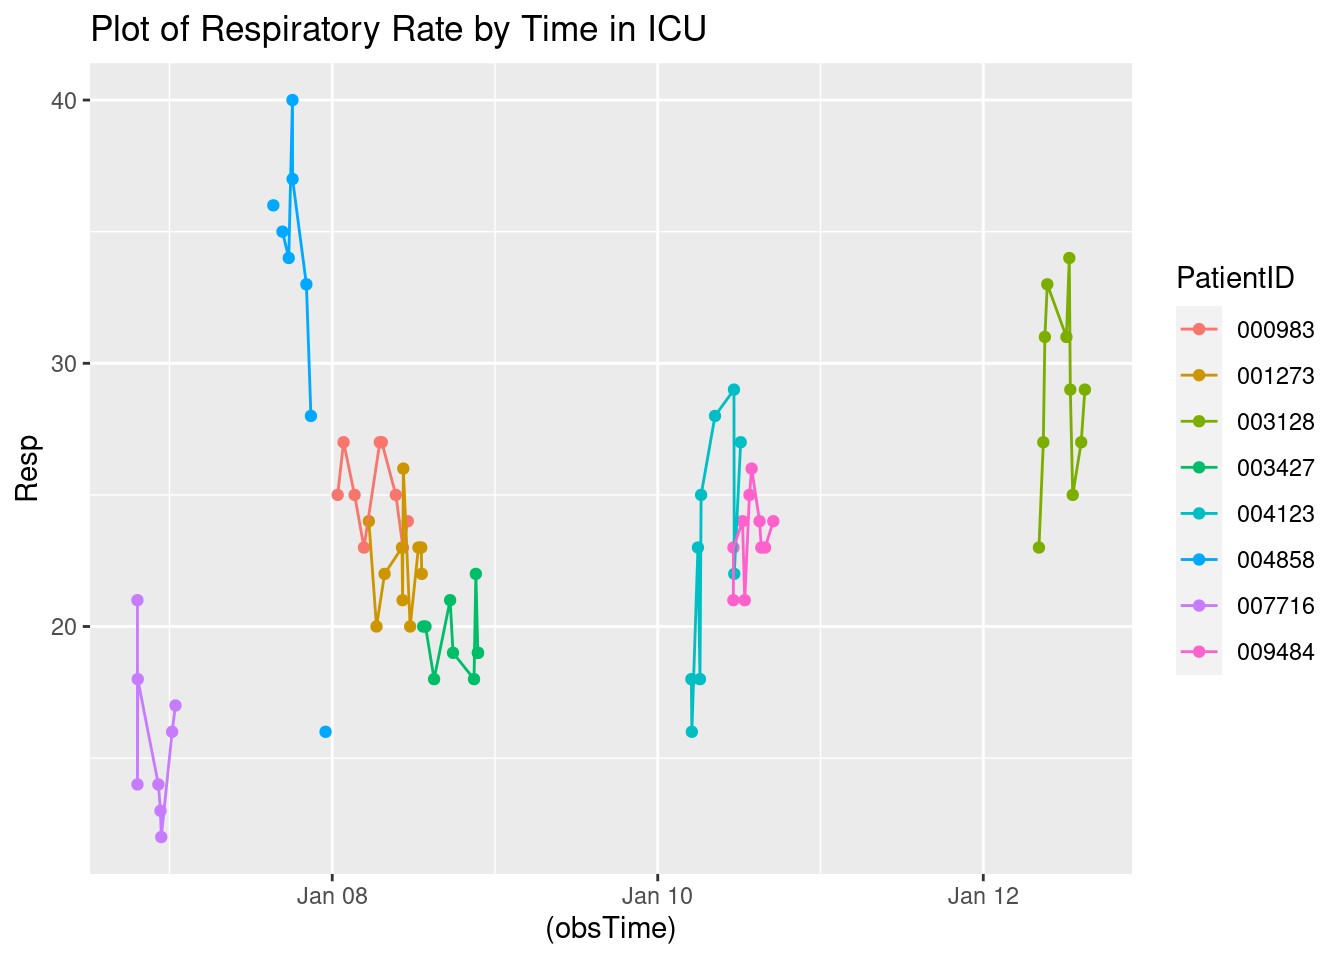 Plot of Respiratory Rate by Time in ICU
40
30
20
Resp
Jan 08
Jan 10
Jan 12
(obsTime)
PatientID
000983
001273
003128
003427
004123
004858
007716
009484